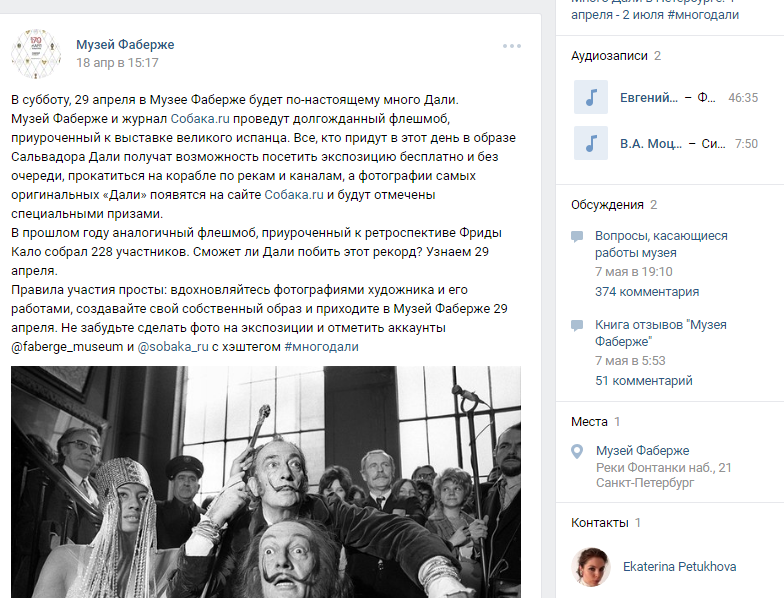 Музей Фаберже
18 апр в 15:17
В субботу, 29 апреля в Музее Фаберже будет по-настоящему много Дали.
Музей Фаберже и журнал Собака.ru проведут долгожданный флешмоб,
приуроченный к выставке великого испанца. Все, кто придут в этот день в образе
Сальвадора Дали получат возможность посетить экспозицию бесплатно и без
очереди, прокатиться на корабле по рекам и каналам, а фотографии самых
оригинальных «Дали» появятся на сайте Собака.ru и будут отмечены
специальными призами.
В прошлом году аналогичный флешмоб, приуроченный к ретроспективе Фриды
Кало собрал 228 участников. Сможет ли Дали побить этот рекорд? Узнаем 29
апреля.
Правила участия просты: вдохновляйтесь фотографиями художника и его
работами, создавайте свой собственный образ и приходите в Музей Фаберже 29
апреля. Не забудьте сделать фото на экспозиции и отметить аккаунты
@faberge_museum и @sobaka_ru с хэштегом #многодали
апреля - 2 июля #многодали
Аудиозаписи 2
Евгений... – Ф... 46:35
В.А. Моц... – Си... 7:50
Обсуждения 2
Вопросы, касающиеся
работы музея
7 мая в 19:10
374 комментария
Книга отзывов "Музея
Фаберже"
7 мая в 5:53
51 комментарий
Места 1
Музей Фаберже
Реки Фонтанки наб., 21
Санкт-Петербург
Контакты 1
Ekaterina Petukhova